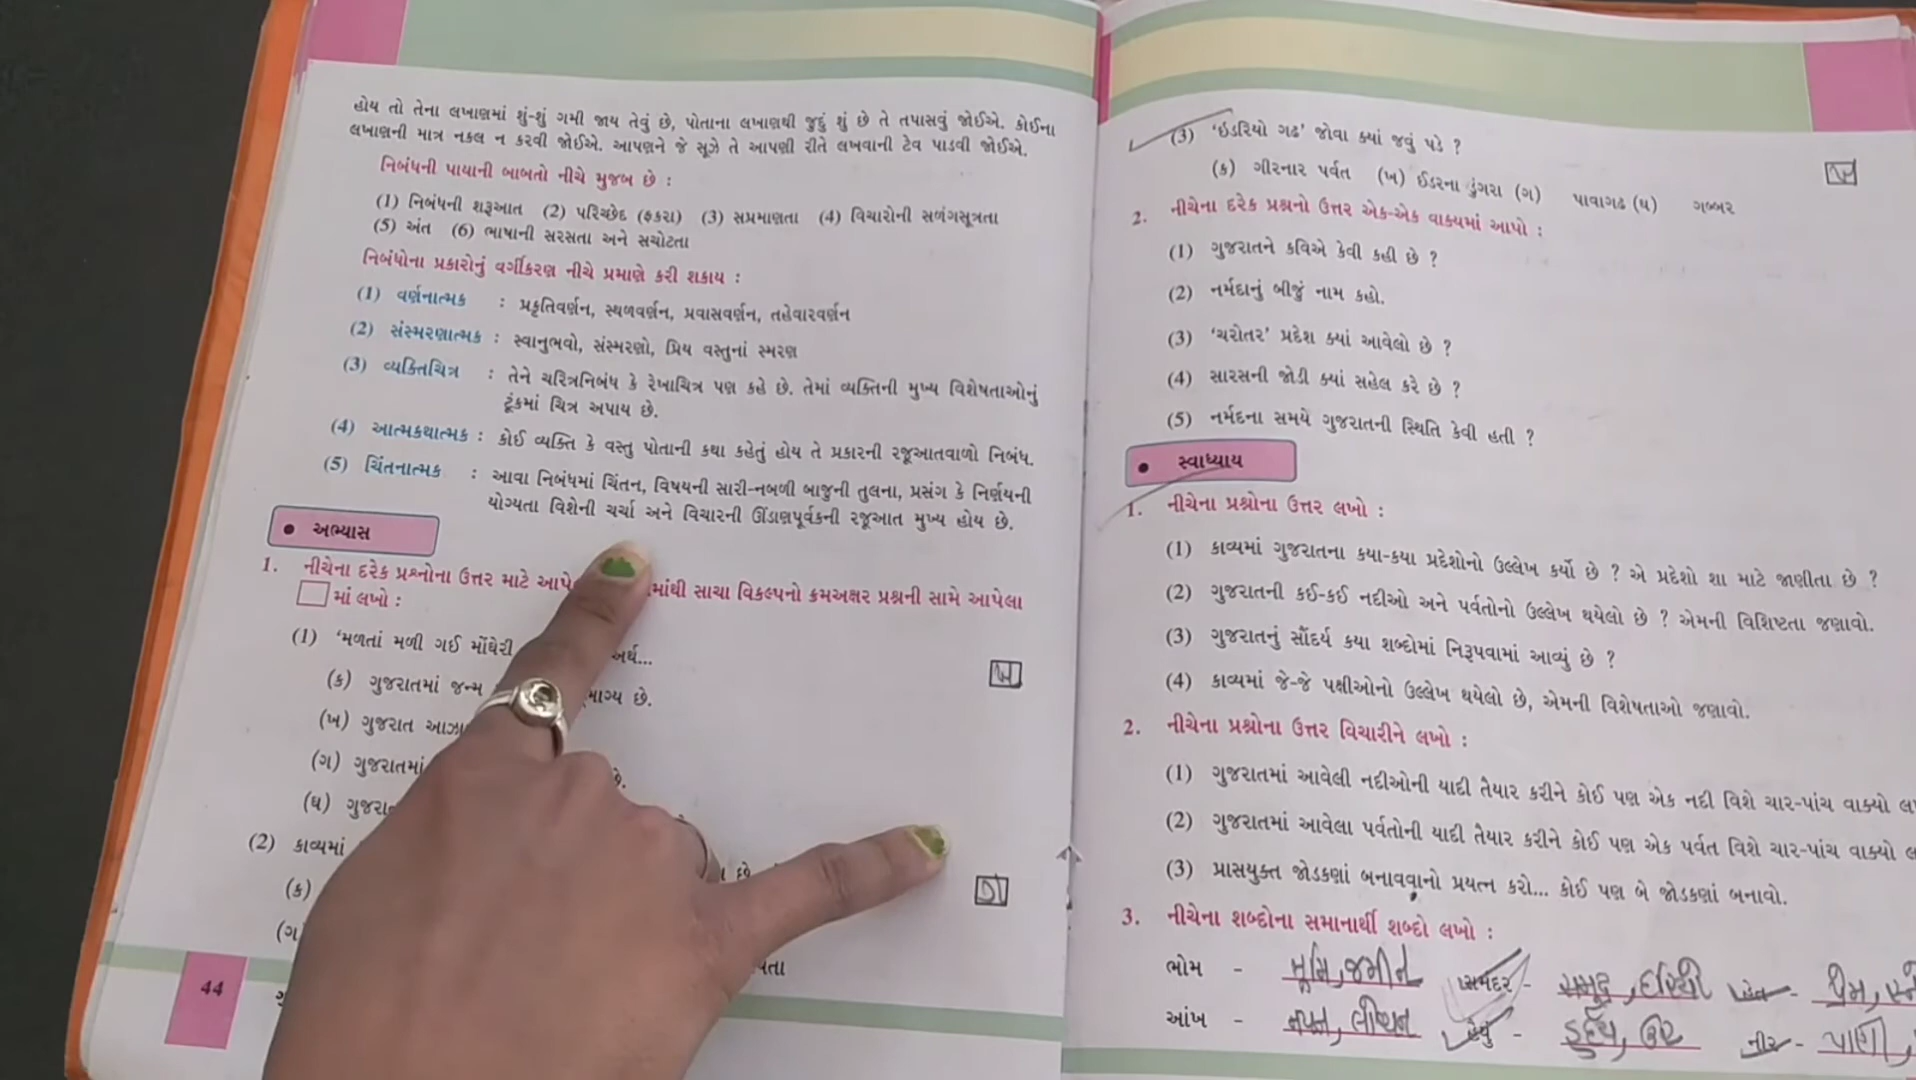 હોય તો તેના લખાણમાં શું-શું ગમી જાય તેવું છે, પોતાના લખાણથી જુદું શું છે તે તપાસવું જોઈએ. કોઈના
લખાણની માત્ર નકલ ન કરવી જોઈએ. આપણને જે સૂઝે તે આપણી રીતે લખવાની ટેવ પાડવી જોઈએ.
નિબંધની પાયાની બાબતો નીચે મુજબ છે :
(1) નિબંધની શરૂઆત (2) પરિચ્છેદ (ફકરા) (3) સપ્રમાણતા (4) વિચારોની સળંગસૂત્રતા
(5) અંત (6) ભાષાની સરસતા અને સચોટતા
નિબંધોના પ્રકારોનું વર્ગીકરણ નીચે પ્રમાણે કરી શકાય :
(1) વર્ણનાત્મક : પ્રકૃતિવર્ણન, સ્થળવર્ણન, પ્રવાસવર્ણન, તહેવારવર્ણન
(2) સંસ્મરણાત્મક : સ્વાનુભવો, સંસ્મરણો, પ્રિય વસ્તુનાં સ્મરણ
(3) વ્યક્તિચિત્ર : તેને ચરિત્રનિબંધ કે રેખાચિત્ર પણ કહે છે. તેમાં વ્યક્તિની મુખ્ય વિશેષતાઓનું
ટૂંકમાં ચિત્ર અપાય છે.
(4) આત્મકથાત્મક : કોઈ વ્યક્તિ કે વસ્તુ પોતાની કથા કહેતું હોય તે પ્રકારની રજૂઆતવાળો નિબંધ.
(5) ચિંતનાત્મક : આવા નિબંધમાં ચિંતન, વિષયની સારી-નબળી બાજુની તુલના, પ્રસંગ કે નિર્ણયની
યોગ્યતા વિશેની ચર્ચા અને વિચારની ઊંડાણપૂર્વકની રજૂઆત મુખ્ય હોય છે.
• અભ્યાસ
1. નીચેના દરેક પ્રશ્નોના ઉત્તર માટે માંથી સાચા વિકલ્પનો ક્રમઅક્ષર પ્રશ્નની સામે આપેલા
માં લખો :
(1) 'મળતાં મળી ગઈ મોંઘેરી અર્થ...
(ક) ગુજરાતમાં જન્મ છે.
(ખ) ગુજરાત
(ગ) ગુજરાતમાં છે.
(ઘ)
(2) કાવ્યમાં છે
(ક)
(ગ)
44
(3) 'ઈડરિયો ગઢ' જોવા ક્યાં જવું પડે ?
(ક) ગીરનાર પર્વત (ખ) ઈડરના ડુંગરા (ગ) પાવાગઢ (ઘ) ગબ્બર
2. નીચેના દરેક પ્રશ્નનો ઉત્તર એક-એક વાક્યમાં આપો :
(1) ગુજરાતને કવિએ કેવી કહી છે ?
(2) નર્મદાનું બીજું નામ કહો.
(3) 'ચરોતર' પ્રદેશ ક્યાં આવેલો છે ?
(4) સારસની જોડી ક્યાં સહેલ કરે છે ?
(5) નર્મદના સમયે ગુજરાતની સ્થિતિ કેવી હતી ?
• સ્વાધ્યાય
1. નીચેના પ્રશ્નોના ઉત્તર લખો :
(1) કાવ્યમાં ગુજરાતના કયા-કયા પ્રદેશોનો ઉલ્લેખ કર્યો છે ? એ પ્રદેશો શા માટે જાણીતા છે ?
(2) ગુજરાતની કઈ-કઈ નદીઓ અને પર્વતોનો ઉલ્લેખ થયેલો છે ? એમની વિશિષ્ટતા જણાવો.
(3) ગુજરાતનું સૌંદર્ય કયા શબ્દોમાં નિરૂપવામાં આવ્યું છે ?
(4) કાવ્યમાં જે-જે પક્ષીઓનો ઉલ્લેખ થયેલો છે, એમની વિશેષતાઓ જણાવો.
2. નીચેના પ્રશ્નોના ઉત્તર વિચારીને લખો :
(1) ગુજરાતમાં આવેલી નદીઓની યાદી તૈયાર કરીને કોઈ પણ એક નદી વિશે ચાર-પાંચ વાક્યો
(2) ગુજરાતમાં આવેલા પર્વતોની યાદી તૈયાર કરીને કોઈ પણ એક પર્વત વિશે ચાર-પાંચ વાક્યો
(3) પ્રાસયુક્ત જોડકણાં બનાવવાનો પ્રયત્ન કરો... કોઈ પણ બે જોડકણાં બનાવો.
3. નીચેના શબ્દોના સમાનાર્થી શબ્દો લખો :
ભોમ - ભૂમિ, જમીન સમંદર - સમુદ્ર, દરિયો હેત - પ્રેમ,
આંખ - નયન, લોચન હૈયું - હૃદય, ઉર નીર - પાણી,